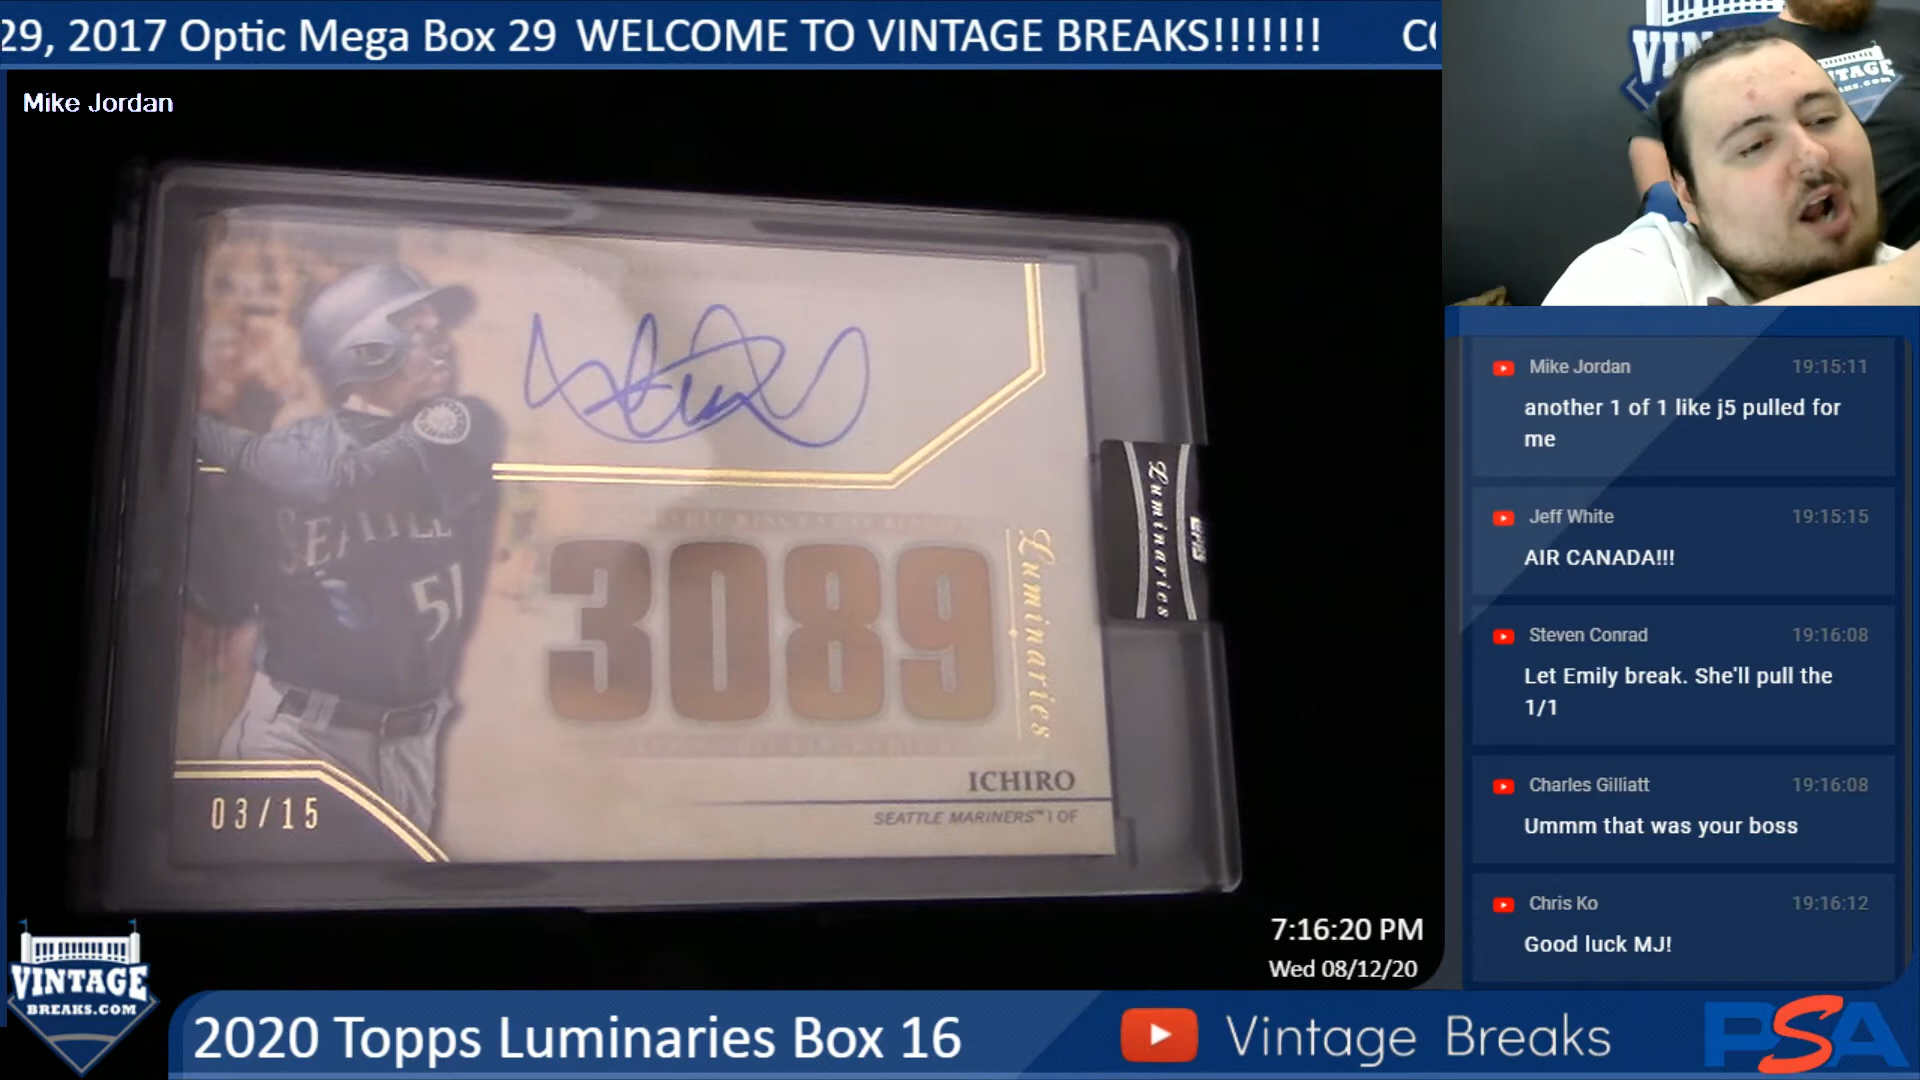 29, 2017 Optic Mega Box 29 WELCOME TO VINTAGE BREAKS!!!!!!!
Mike Jordan
SEATTLE
51
3089
Luminaries
Luminaries
ICHIRO
SEATTLE MARINERS™ | OF
03/15
7:16:20 PM
Wed 08/12/20
VINTAGE
BREAKS.COM
2020 Topps Luminaries Box 16
Vintage Breaks
PSA
Mike Jordan 19:15:11
another 1 of 1 like j5 pulled for
me
Jeff White 19:15:15
AIR CANADA!!!
Steven Conrad 19:16:08
Let Emily break. She'll pull the
1/1
Charles Gilliatt 19:16:08
Ummm that was your boss
Chris Ko 19:16:12
Good luck MJ!